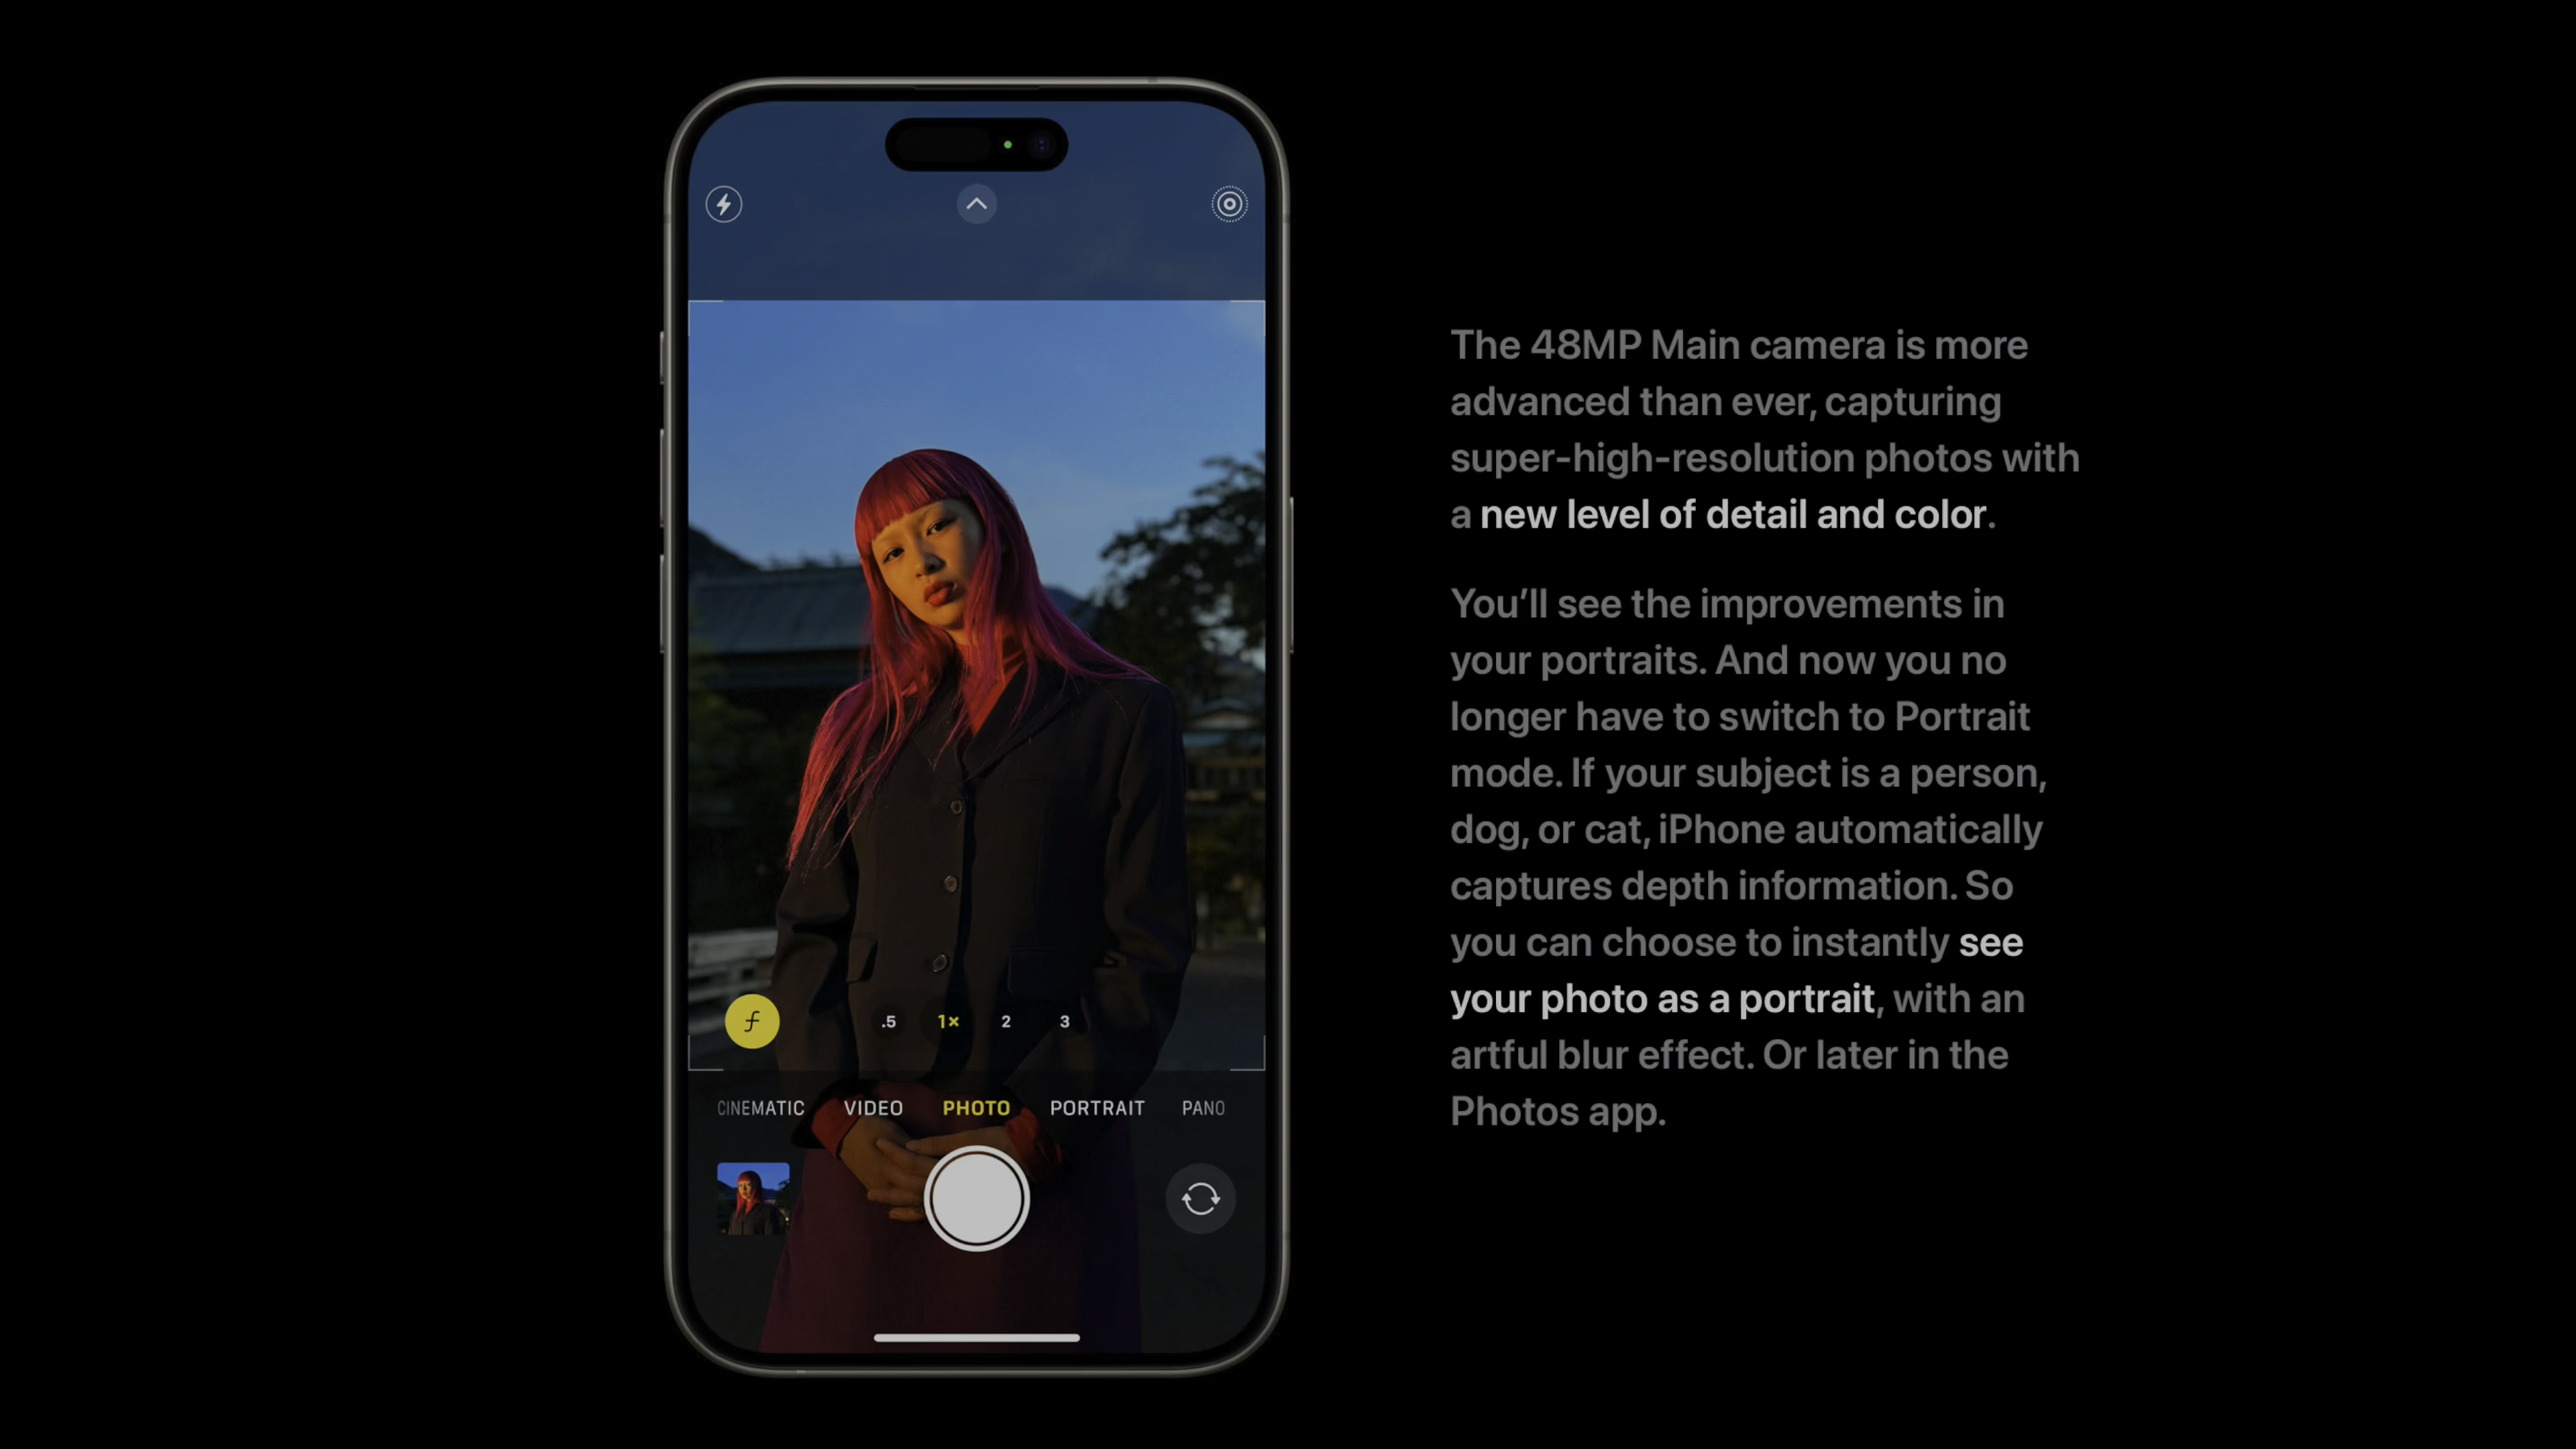 The 48MP Main camera is more
advanced than ever, capturing
super-high-resolution photos with
a new level of detail and color.
You’ll see the improvements in
your portraits. And now you no
longer have to switch to Portrait
mode. If your subject is a person,
dog, or cat, iPhone automatically
captures depth information. So
you can choose to instantly see
your photo as a portrait, with an
artful blur effect. Or later in the
Photos app.
f
.5 1× 2 3
CINEMATIC VIDEO PHOTO PORTRAIT PANO